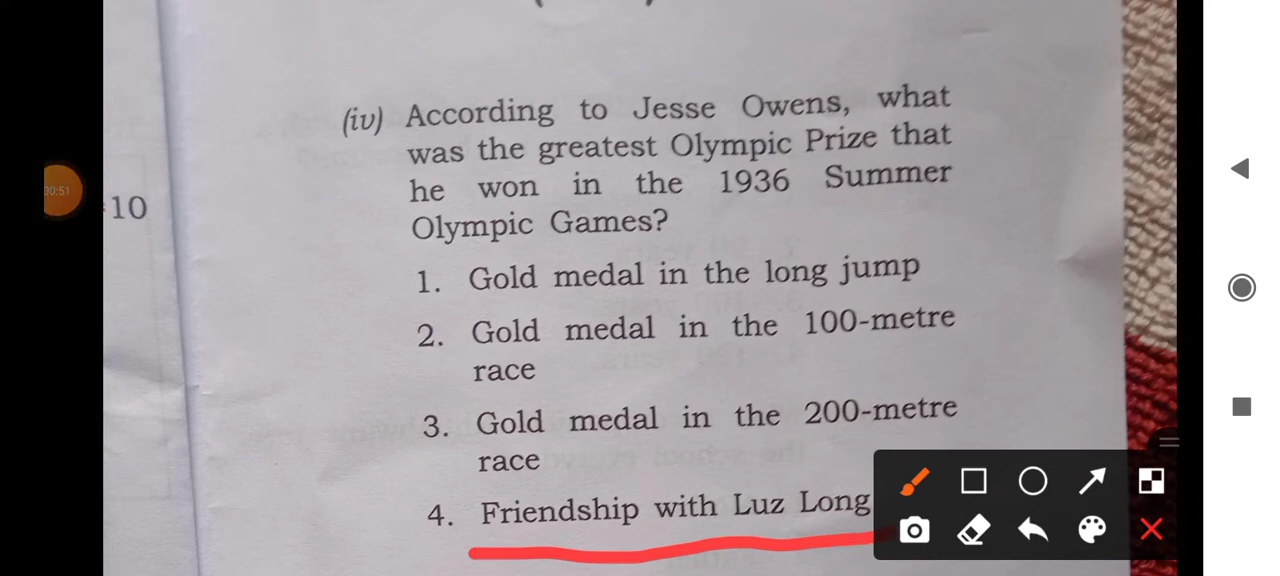 (iv) According to Jesse Owens, what
was the greatest Olympic Prize that
he won in the 1936 Summer
Olympic Games?
1. Gold medal in the long jump
2. Gold medal in the 100-metre
race
3. Gold medal in the 200-metre
race
4. Friendship with Luz Long
00:51
10